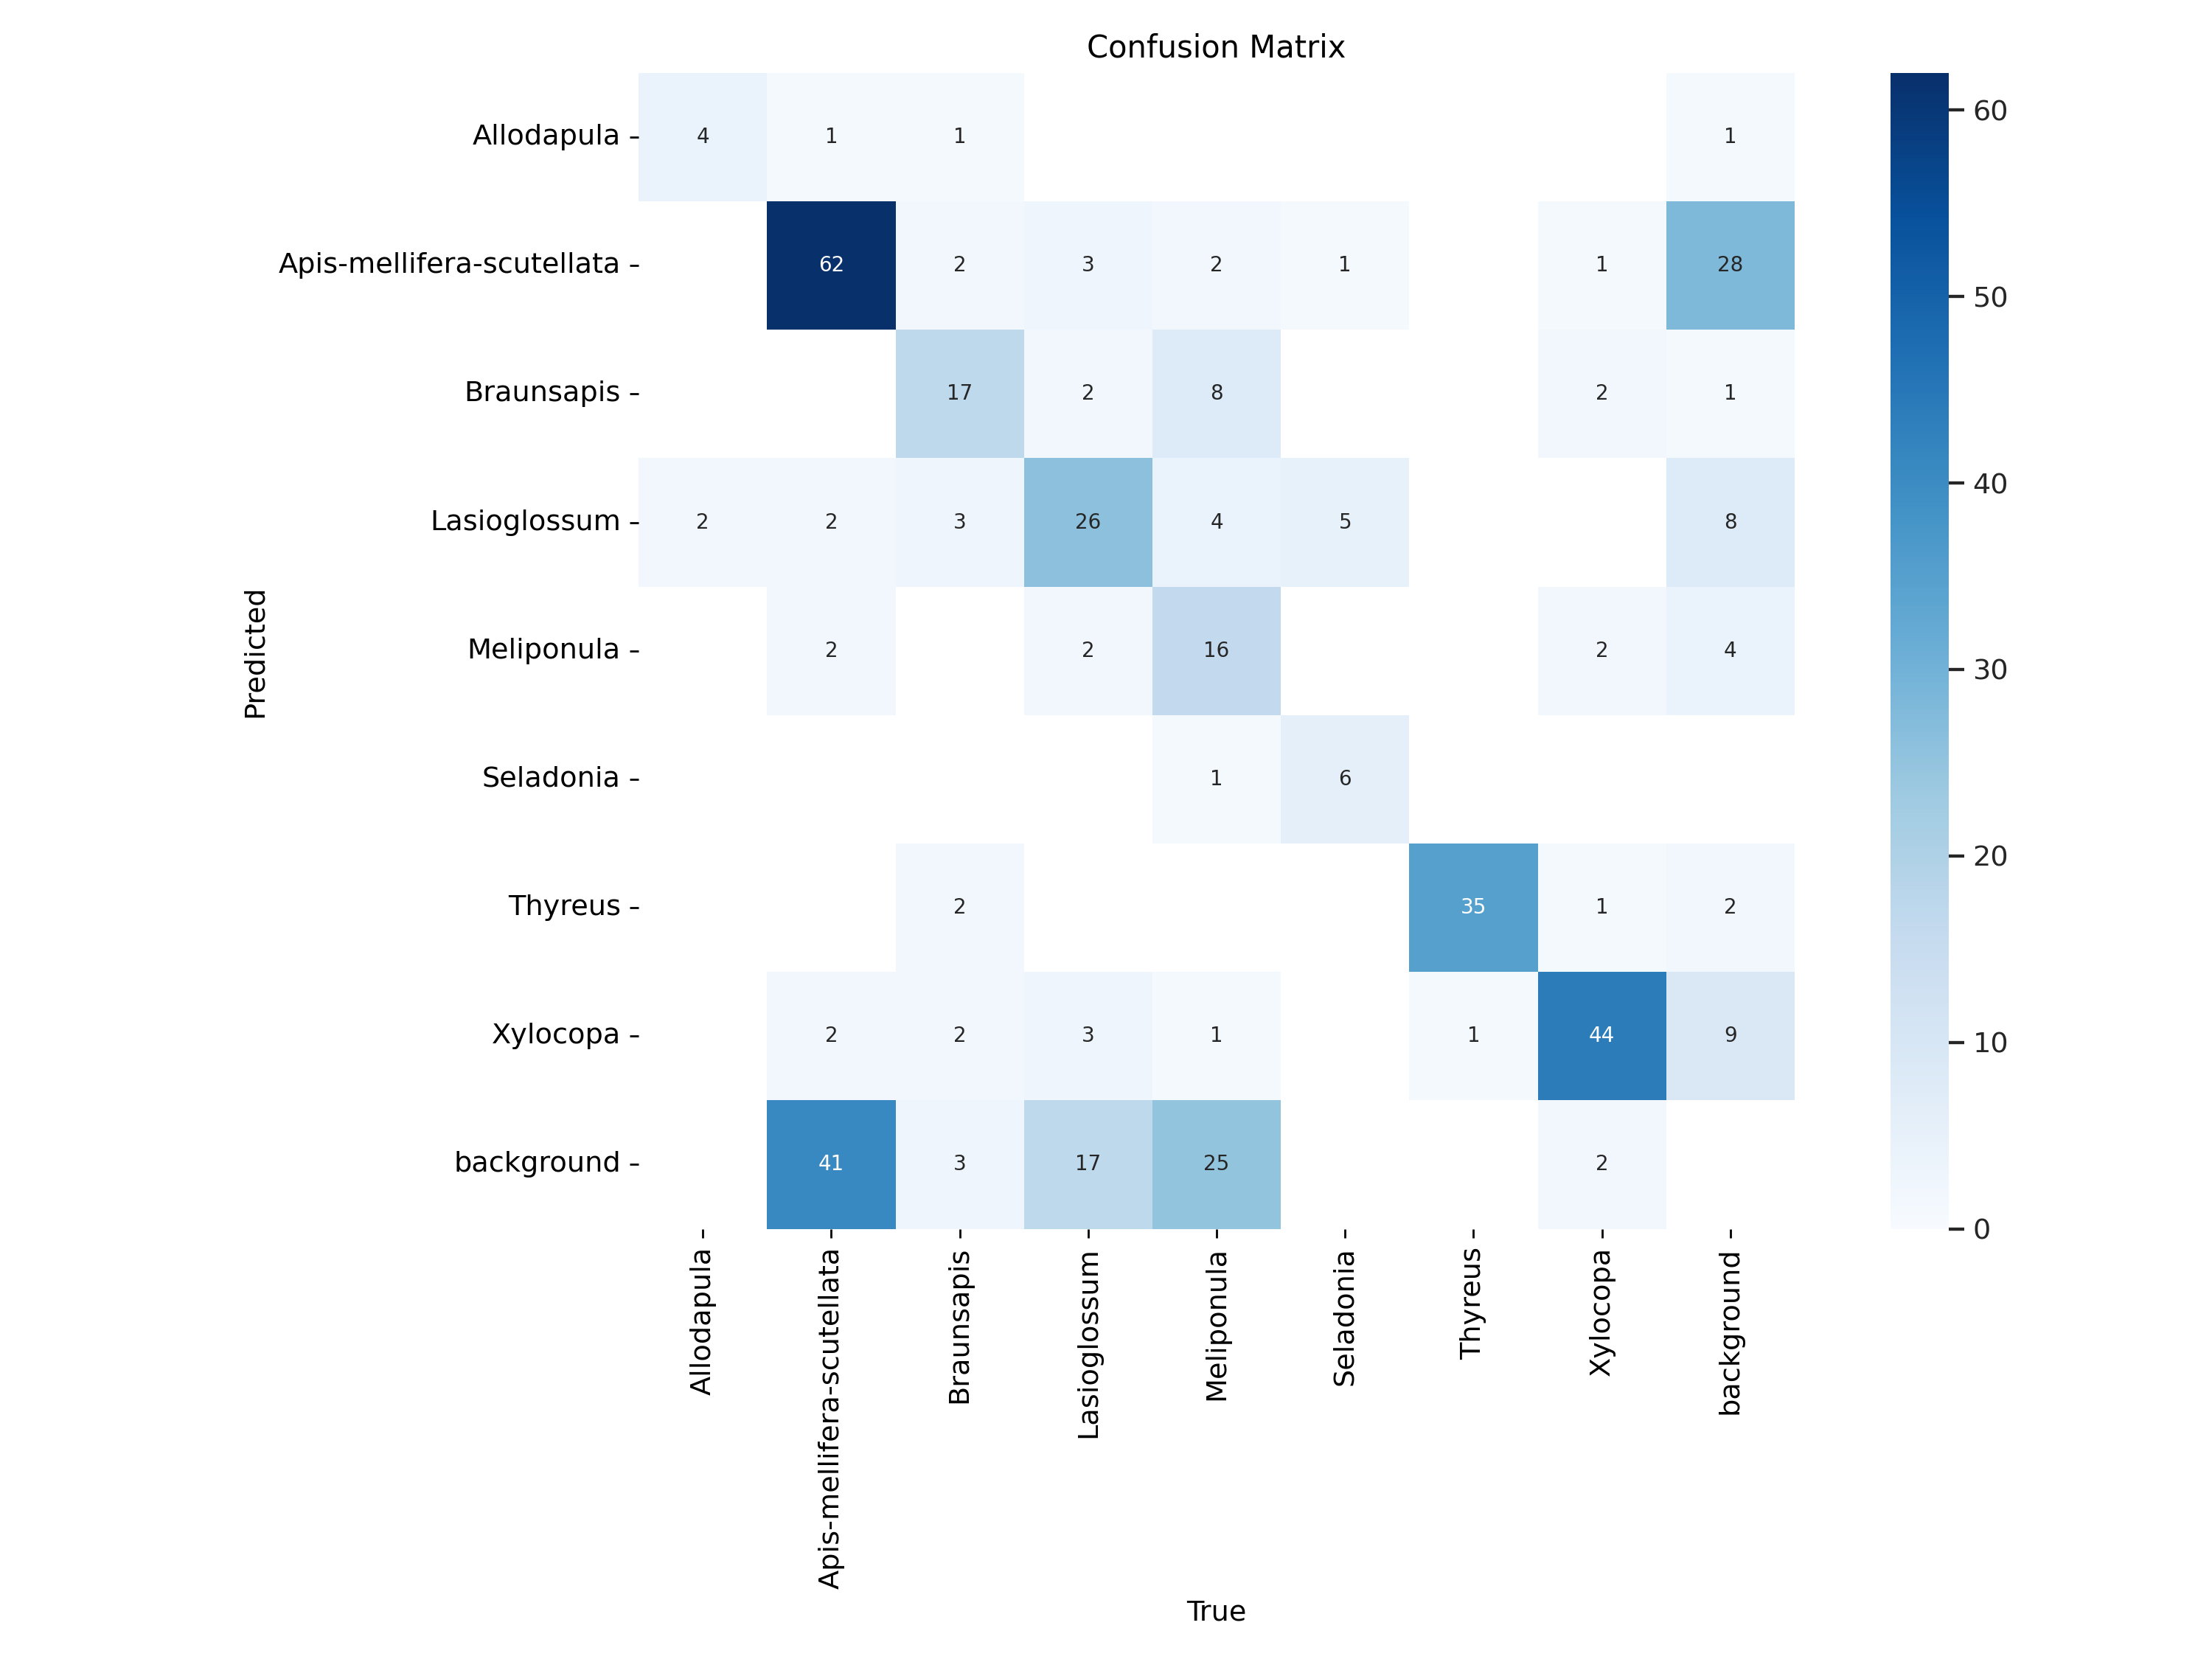 Confusion Matrix
Allodapula
4 1 1 1
Apis-mellifera-scutellata
62 2 3 2 1 1 28
Braunsapis
17 2 8 2 1
Lasioglossum
2 2 3 26 4 5 8
Meliponula
2 2 16 2 4
Seladonia
1 6
Thyreus
2 35 1 2
Xylocopa
2 2 3 1 1 44 9
background
41 3 17 25 2
Predicted
Allodapula
Apis-mellifera-scutellata
Braunsapis
Lasioglossum
Meliponula
Seladonia
Thyreus
Xylocopa
background
True
60
50
40
30
20
10
0